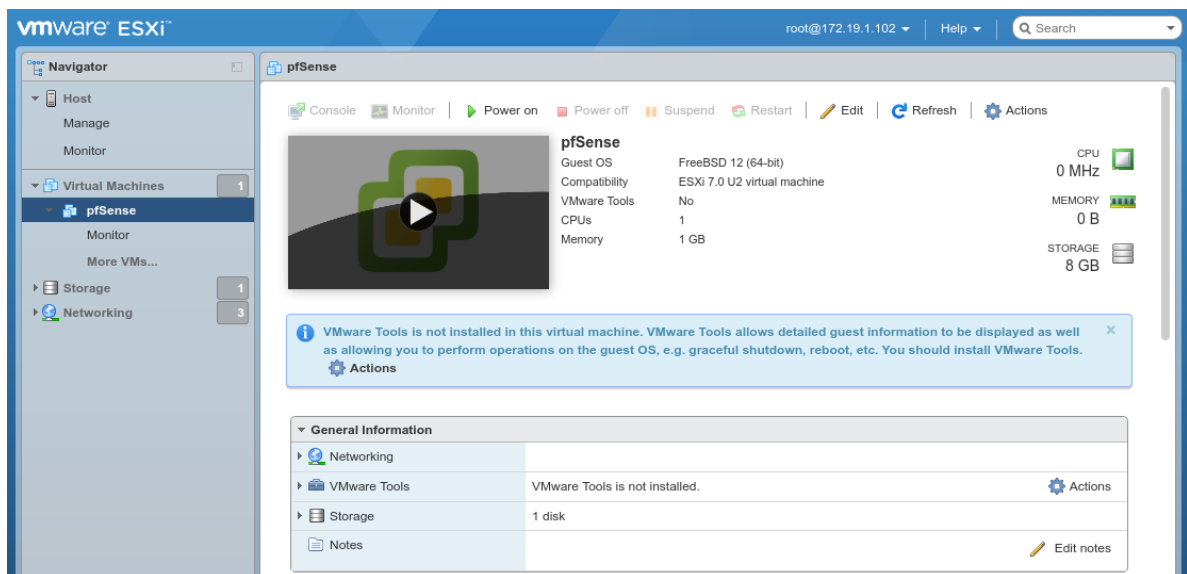 vmware ESXi™
root@172.19.1.102
Help
Search
Navigator
Host
Manage
Monitor
Virtual Machines
1
pfSense
Monitor
More VMs...
Storage
1
Networking
3
pfSense
Console Monitor Power on Power off Suspend Restart Edit Refresh Actions
pfSense
Guest OS FreeBSD 12 (64-bit)
Compatibility ESXi 7.0 U2 virtual machine
VMware Tools No
CPUs 1
Memory 1 GB
CPU
0 MHz
MEMORY
0 B
STORAGE
8 GB
VMware Tools is not installed in this virtual machine. VMware Tools allows detailed guest information to be displayed as well
as allowing you to perform operations on the guest OS, e.g. graceful shutdown, reboot, etc. You should install VMware Tools.
Actions
General Information
Networking
VMware Tools VMware Tools is not installed. Actions
Storage 1 disk
Notes Edit notes